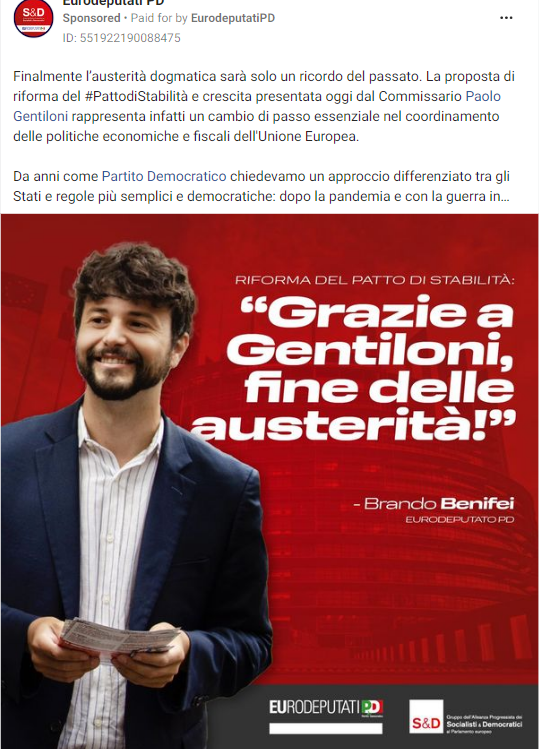 Eurodeputati PD
Sponsored • Paid for by EurodeputatiPD
ID: 551922190088475
Finalmente l'austerità dogmatica sarà solo un ricordo del passato. La proposta di
riforma del #PattodiStabilità e crescita presentata oggi dal Commissario Paolo
Gentiloni rappresenta infatti un cambio di passo essenziale nel coordinamento
delle politiche economiche e fiscali dell'Unione Europea.
Da anni come Partito Democratico chiedevamo un approccio differenziato tra gli
Stati e regole più semplici e democratiche: dopo la pandemia e con la guerra in...
RIFORMA DEL PATTO DI STABILITÀ:
“Grazie a
Gentiloni,
fine delle
austerità!”
- Brando Benifei
EURODEPUTATO PD
EURODEPUTATI PD
S&D
Gruppo dell'Alleanza Progressista dei
Socialisti & Democratici
al Parlamento europeo